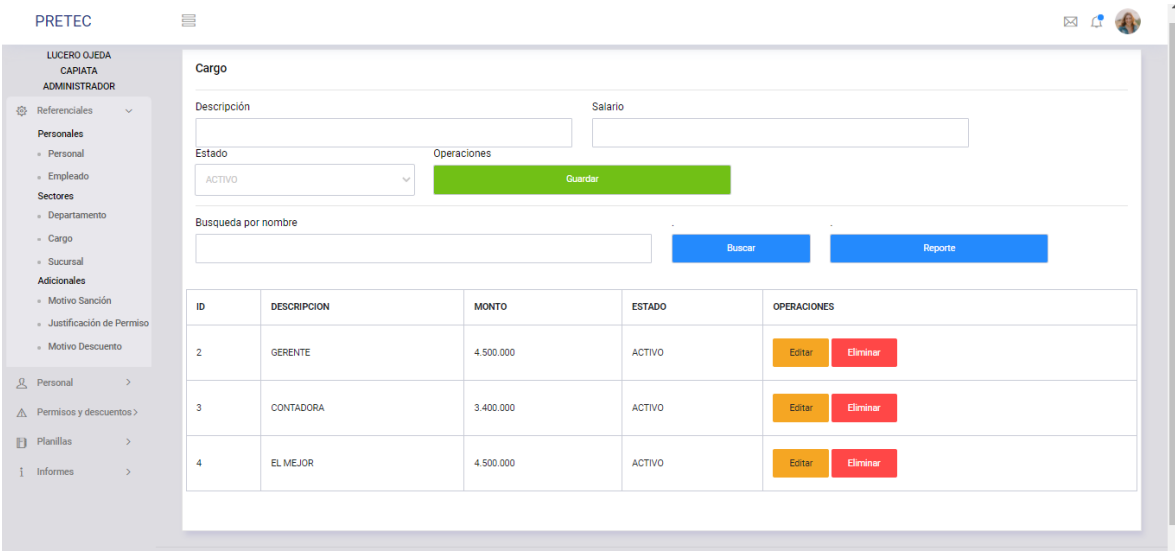 PRETEC
LUCERO OJEDA
CAPIATA
ADMINISTRADOR
Referenciales
Personales
Personal
Empleado
Sectores
Departamento
Cargo
Sucursal
Adicionales
Motivo Sanción
Justificación de Permiso
Motivo Descuento
Personal
Permisos y descuentos
Planillas
Informes
Cargo
Descripción Salario
Estado Operaciones
ACTIVO Guardar
Busqueda por nombre . .
Buscar Reporte
ID DESCRIPCION MONTO ESTADO OPERACIONES
2 GERENTE 4.500.000 ACTIVO Editar Eliminar
3 CONTADORA 3.400.000 ACTIVO Editar Eliminar
4 EL MEJOR 4.500.000 ACTIVO Editar Eliminar